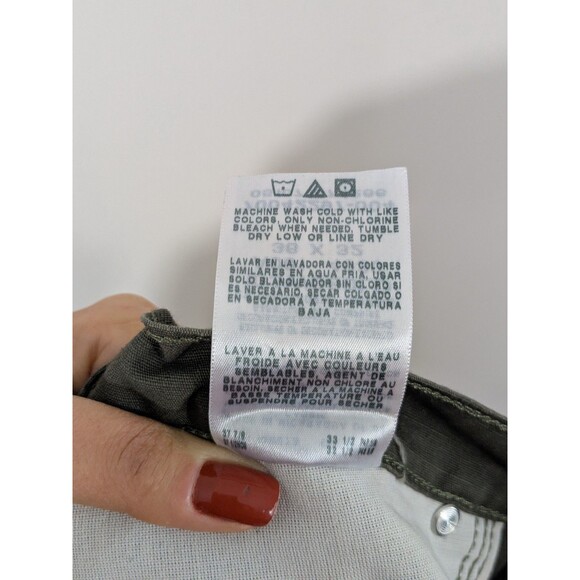 MACHINE WASH COLD WITH LIKE
COLORS, ONLY NON-CHLORINE
BLEACH WHEN NEEDED, TUMBLE
DRY LOW OR LINE DRY
LAVAR EN LAVADORA CON COLORES
SIMILARES EN AGUA FRIA, USAR
SOLO BLANQUEADOR SIN CLORO SI
ES NECESARIO, SECAR COLGADO O
EN SECADORA A TEMPERATURA
BAJA
LAVER A LA MACHINE A L'EAU
FROIDE AVEC COULEURS
SEMBLABLES, AGENT DE
BLANCHIMENT NON CHLORE AU
BESOIN, SECHER A LA MACHINE A
BASSE TEMPERATURE OU
SUSPENDRE POUR SECHER